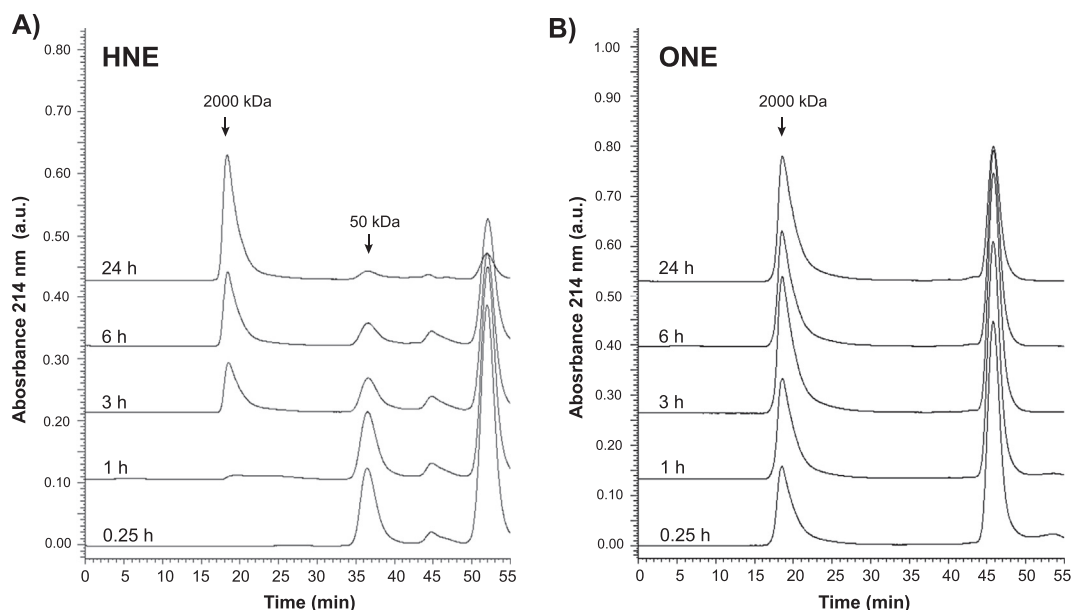 A)
HNE
2000 kDa
50 kDa
24 h
6 h
3 h
1 h
0.25 h
0.80
0.70
0.60
0.50
0.40
0.30
0.20
0.10
0.00
Abosrbance 214 nm (a.u.)
0 5 10 15 20 25 30 35 40 45 50 55
Time (min)
B)
ONE
2000 kDa
24 h
6 h
3 h
1 h
0.25 h
1.00
0.90
0.80
0.70
0.60
0.50
0.40
0.30
0.20
0.10
0.00
Abosrbance 214 nm (a.u.)
0 5 10 15 20 25 30 35 40 45 50 55
Time (min)